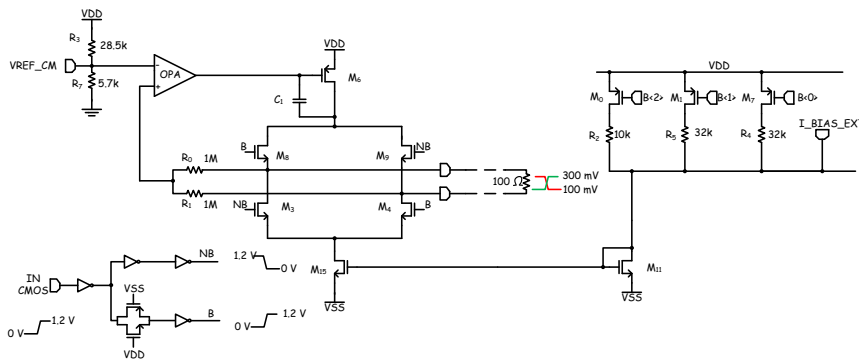 VDD
R3
28.5k
VREF_CM
R7
5.7k
OPA
VDD
M6
C1
B
M8
NB
M9
R0
1M
R1
1M
NB
M3
B
M4
100 Ω
300 mV
100 mV
VDD
M0
B<2>
M1
B<1>
M7
B<0>
R2
10k
R5
32k
R4
32k
I_BIAS_EXT
M15
VSS
M11
VSS
IN
CMOS
NB
1,2 V
0 V
VSS
B
0 V
1,2 V
0 V
1,2 V
VDD